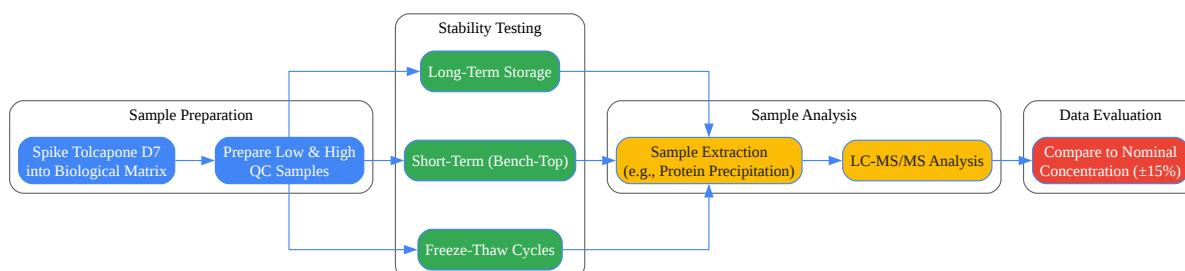 Stability Testing
Long-Term Storage
Sample Preparation
Spike Tolcapone D7
into Biological Matrix
Prepare Low & High
QC Samples
Short-Term (Bench-Top)
Freeze-Thaw Cycles
Sample Analysis
Sample Extraction
(e.g., Protein Precipitation)
LC-MS/MS Analysis
Data Evaluation
Compare to Nominal
Concentration (±15%)